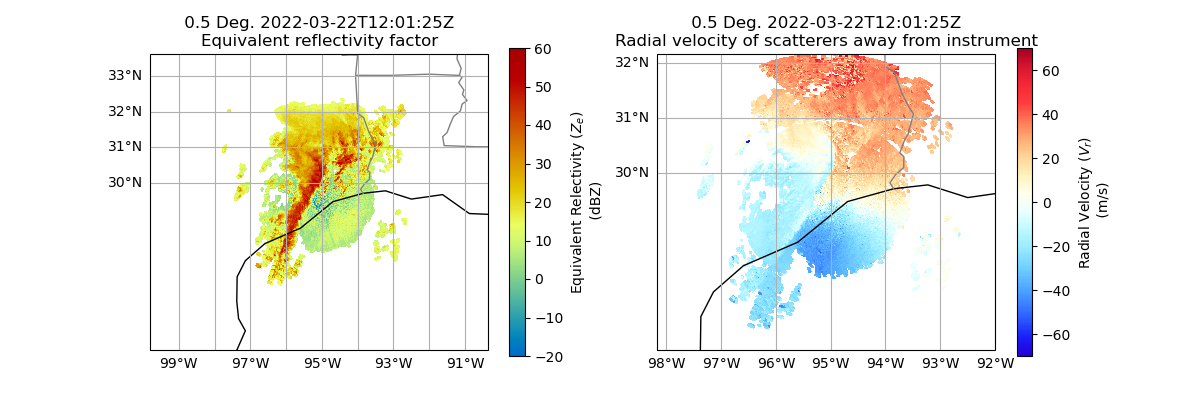 0.5 Deg. 2022-03-22T12:01:25Z
Equivalent reflectivity factor
33°N
32°N
31°N
30°N
99°W
97°W
95°W
93°W
91°W
60
50
40
30
20
10
0
−10
−20
Equivalent Relectivity (Ze)
(dBZ)
0.5 Deg. 2022-03-22T12:01:25Z
Radial velocity of scatterers away from instrument
32°N
31°N
30°N
98°W
97°W
96°W
95°W
94°W
93°W
92°W
60
40
20
0
−20
−40
−60
Radial Velocity (Vr)
(m/s)